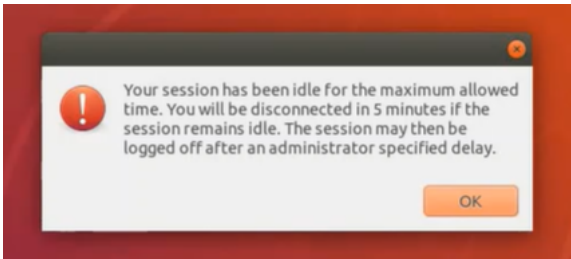 Your session has been idle for the maximum allowed
time. You will be disconnected in 5 minutes if the
session remains idle. The session may then be
logged off after an administrator specified delay.
OK